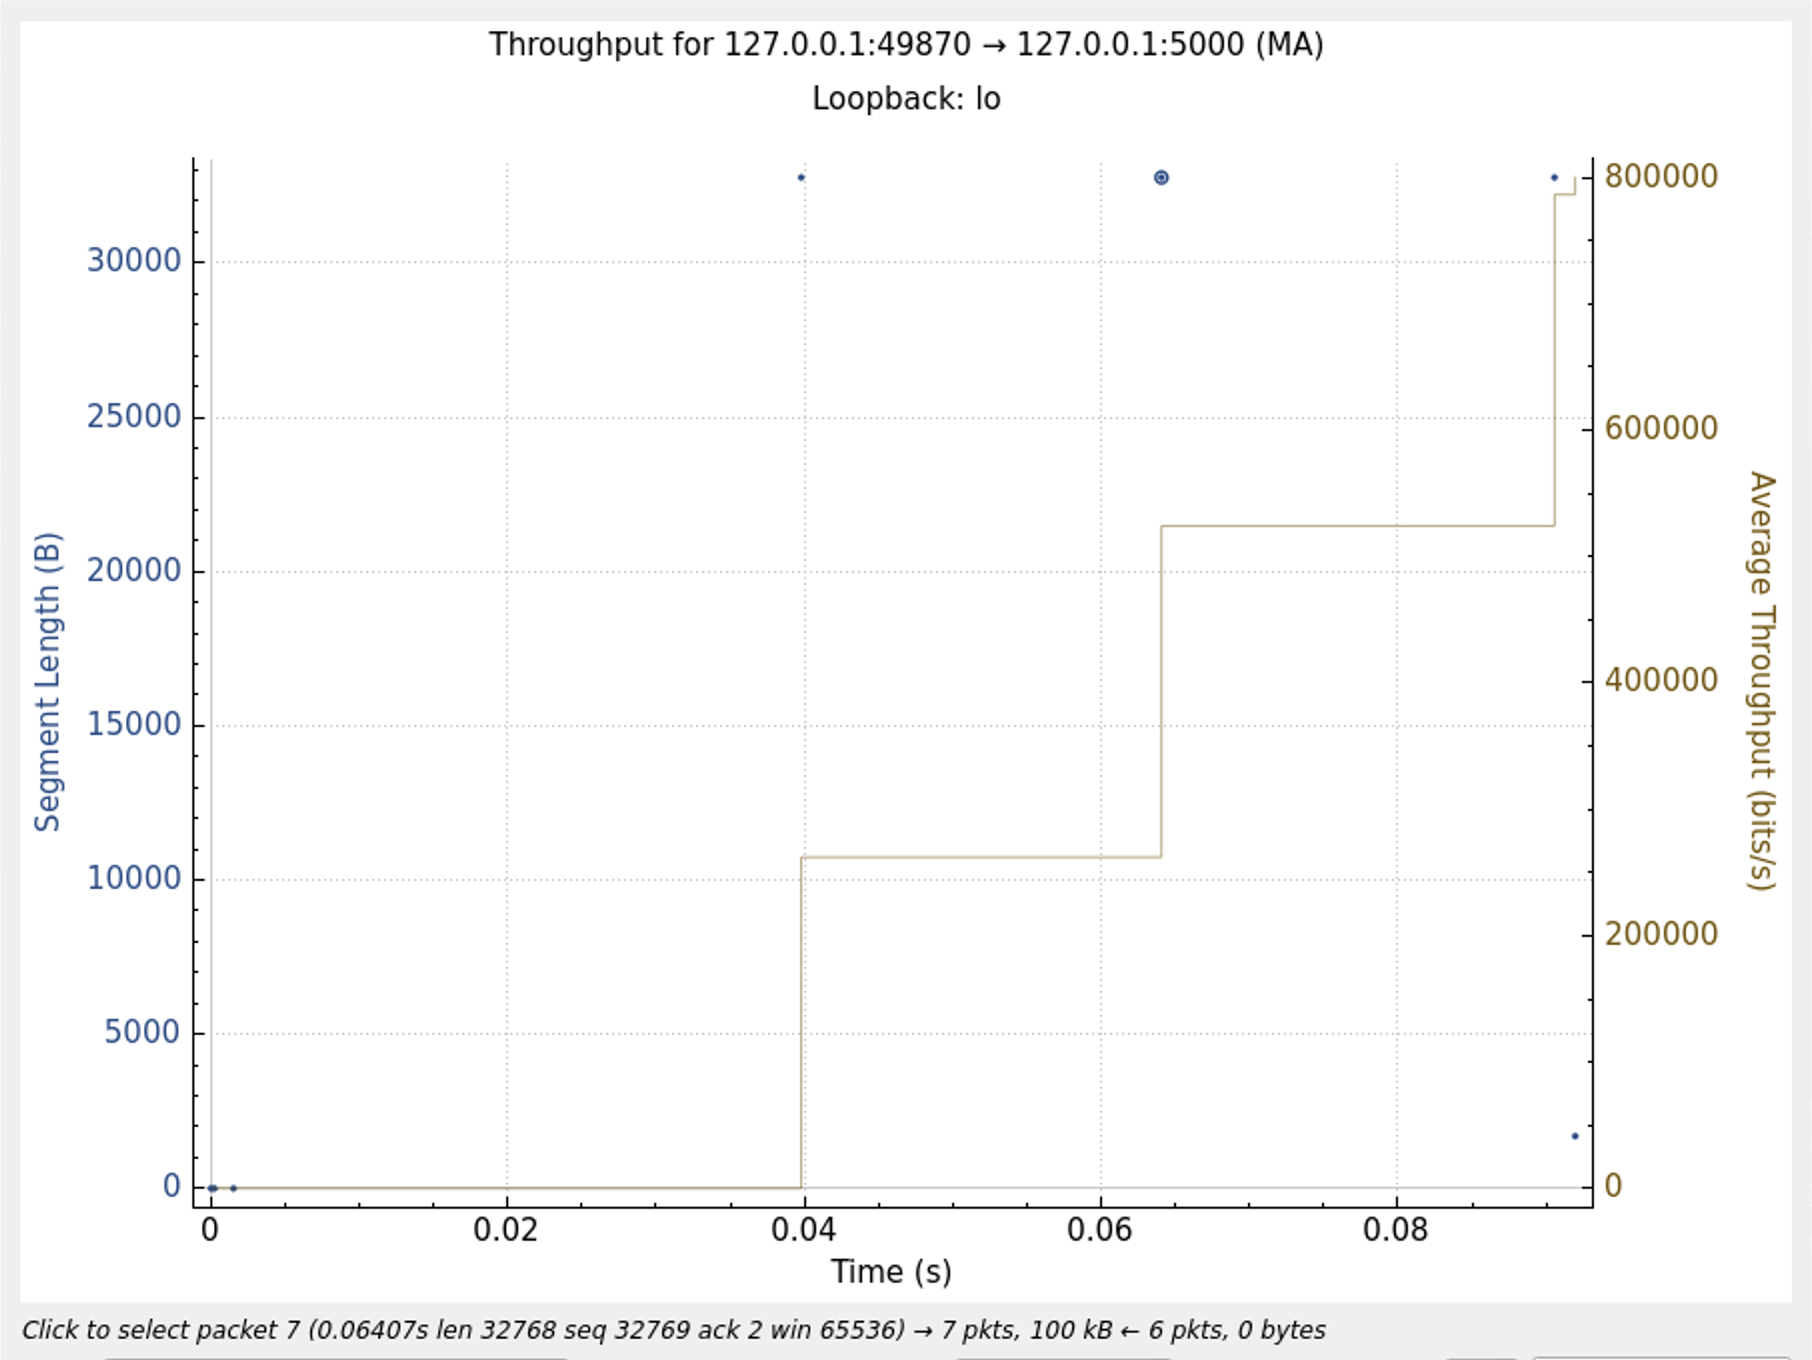 Throughput for 127.0.0.1:49870 → 127.0.0.1:5000 (MA)
Loopback: lo
Segment Length (B)
30000
25000
20000
15000
10000
5000
0
800000
600000
400000
200000
0
Average Throughput (bits/s)
0 0.02 0.04 0.06 0.08
Time (s)
Click to select packet 7 (0.06407s len 32768 seq 32769 ack 2 win 65536) → 7 pkts, 100 kB ← 6 pkts, 0 bytes